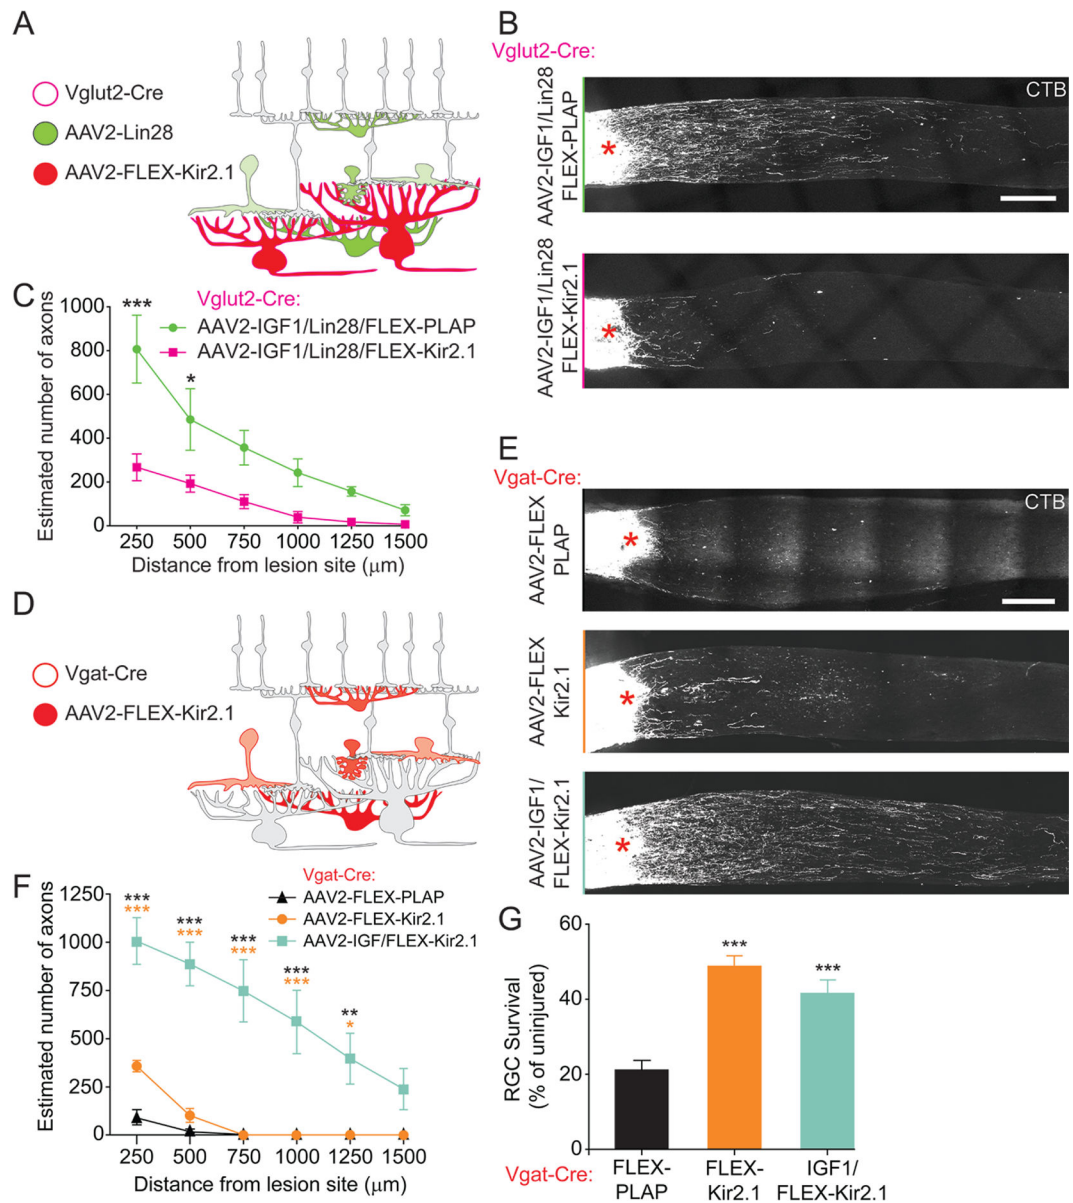 A
Vglut2-Cre
AAV2-Lin28
AAV2-FLEX-Kir2.1
B
Vglut2-Cre:
AAV2-IGF1/Lin28
FLEX-PLAP
CTB
*
AAV2-IGF1/Lin28
FLEX-Kir2.1
*
C
Vglut2-Cre:
AAV2-IGF1/Lin28/FLEX-PLAP
AAV2-IGF1/Lin28/FLEX-Kir2.1
***
*
Estimated number of axons
1000
800
600
400
200
0
250 500 750 1000 1250 1500
Distance from lesion site (μm)
D
Vgat-Cre
AAV2-FLEX-Kir2.1
E
Vgat-Cre:
AAV2-FLEX
PLAP
CTB
*
AAV2-FLEX
Kir2.1
*
AAV2-IGF1/
FLEX-Kir2.1
*
F
Vgat-Cre:
AAV2-FLEX-PLAP
AAV2-FLEX-Kir2.1
AAV2-IGF/FLEX-Kir2.1
*** *** *** *** **
*** *** *** *** *
Estimated number of axons
1250
1000
750
500
250
0
250 500 750 1000 1250 1500
Distance from lesion site (μm)
G
RGC Survival
(% of uninjured)
60
40
20
0
*** ***
Vgat-Cre:
FLEX-
PLAP
FLEX-
Kir2.1
IGF1/
FLEX-Kir2.1